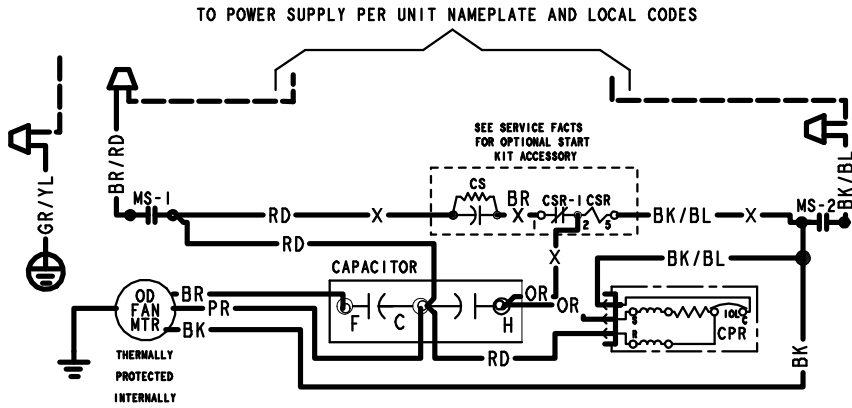 TO POWER SUPPLY PER UNIT NAMEPLATE AND LOCAL CODES
SEE SERVICE FACTS
FOR OPTIONAL START
KIT ACCESSORY
BR/RD
GR/YL
BK/BL
MS-1
CS
BR
CSR-1
CSR
MS-2
RD
X
X
1
2
5
BK/BL
X
RD
X
BK/BL
CAPACITOR
OD
FAN
MTR
BR
PR
BK
F
C
H
OR
OR
S
R
IOL
C
CPR
RD
BK
THERMALLY
PROTECTED
INTERNALLY